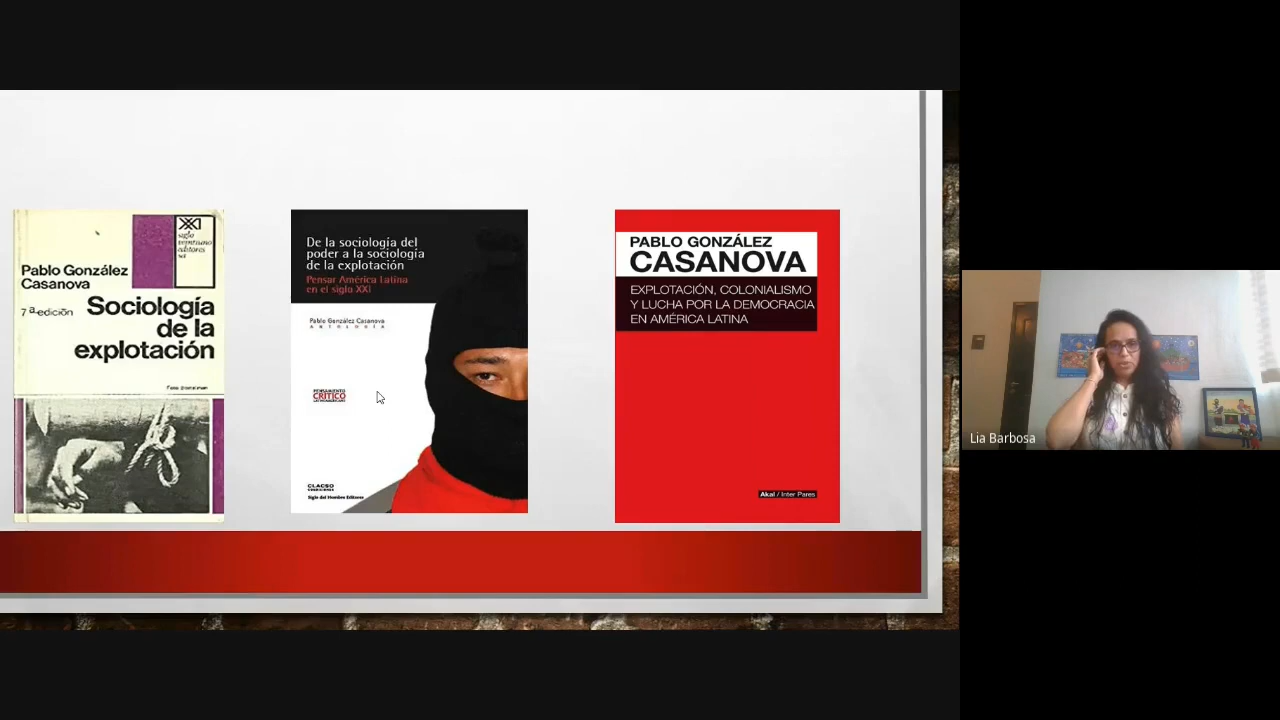 siglo
veintiuno
editores
sa
Pablo González
Casanova
7ª edición
Sociología
de la
explotación
De la sociología del
poder a la sociología
de la explotación
Pensar América Latina
en el siglo XXI
Pablo González Casanova
ANTOLOGÍA
PENSAMIENTO
CRÍTICO
LATINOAMERICANO
CLACSO
Siglo del Hombre Editores
PABLO GONZÁLEZ
CASANOVA
EXPLOTACIÓN, COLONIALISMO
Y LUCHA POR LA DEMOCRACIA
EN AMÉRICA LATINA
Akal / Inter Pares
Lia Barbosa